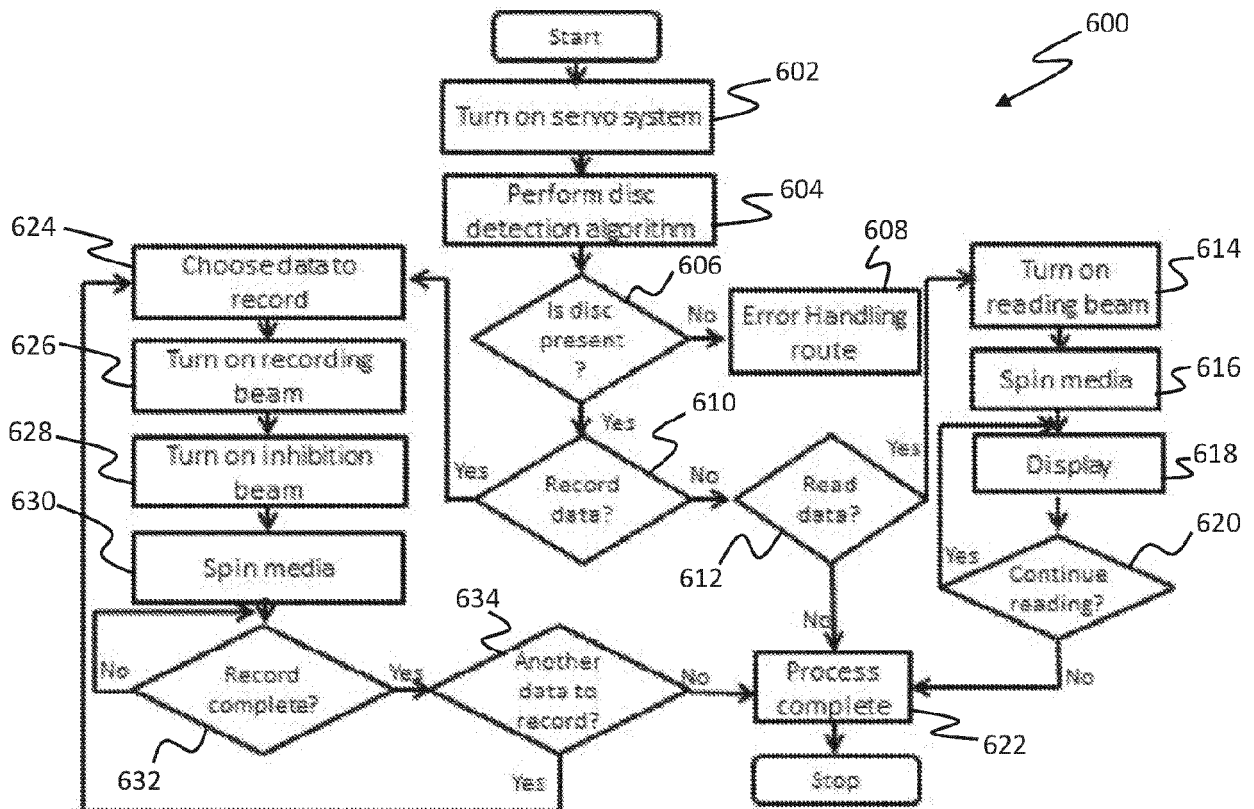 Start
600
602
Turn on servo system
Perform disc
detection algorithm
604
624
Choose data to
record
606
Is disc
present
?
No
608
Error Handling
route
614
Turn on
reading beam
626
Turn on recording
beam
Spin media
616
628
Turn on inhibition
beam
Yes
610
Yes
Record
data?
No
Read
data?
612
Yes
Display
618
630
Spin media
620
Yes
Continue
reading?
No
No
Record
complete?
632
Yes
634
Another
data to
record?
No
No
Process
complete
622
Yes
Stop